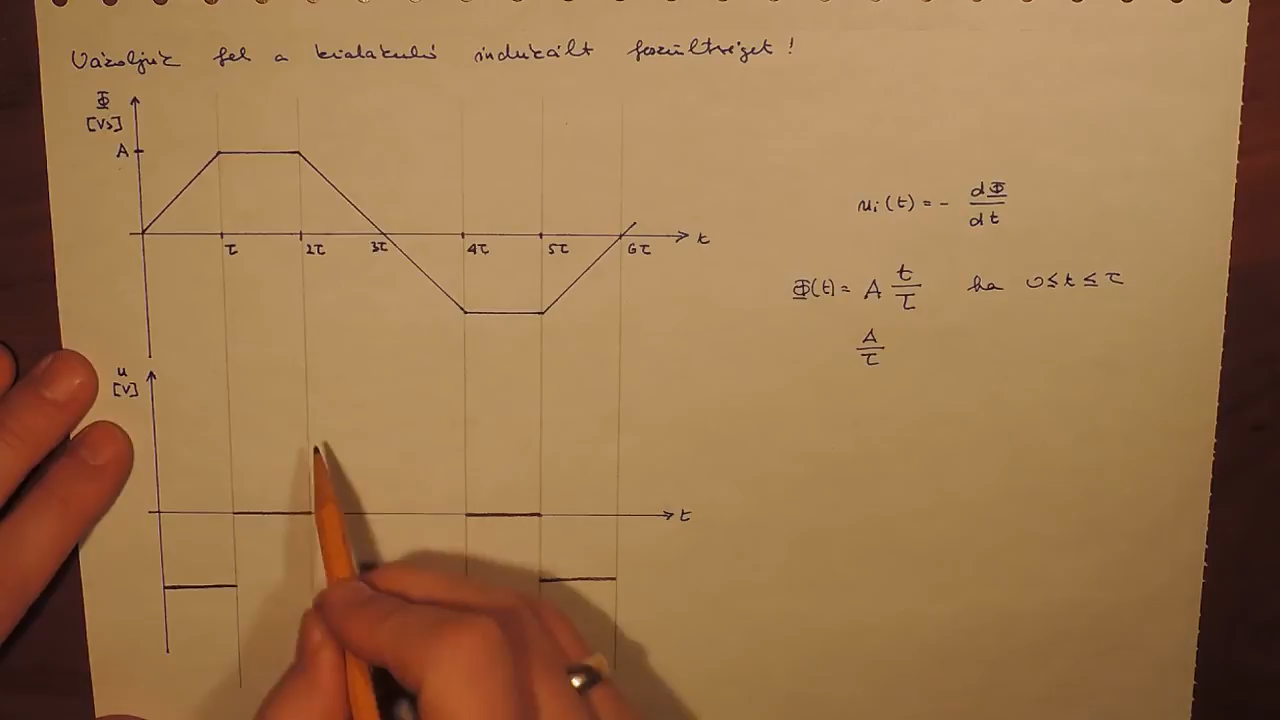 Vázoljuk fel a kialakuló indukált feszültséget!
Φ
[Vs]
A
τ 2τ 3τ 4τ 5τ 6τ t
u
[V]
t
uᵢ(t) = - dΦ/dt
Φ(t) = A t/τ ha 0 ≤ t ≤ τ
A/τ